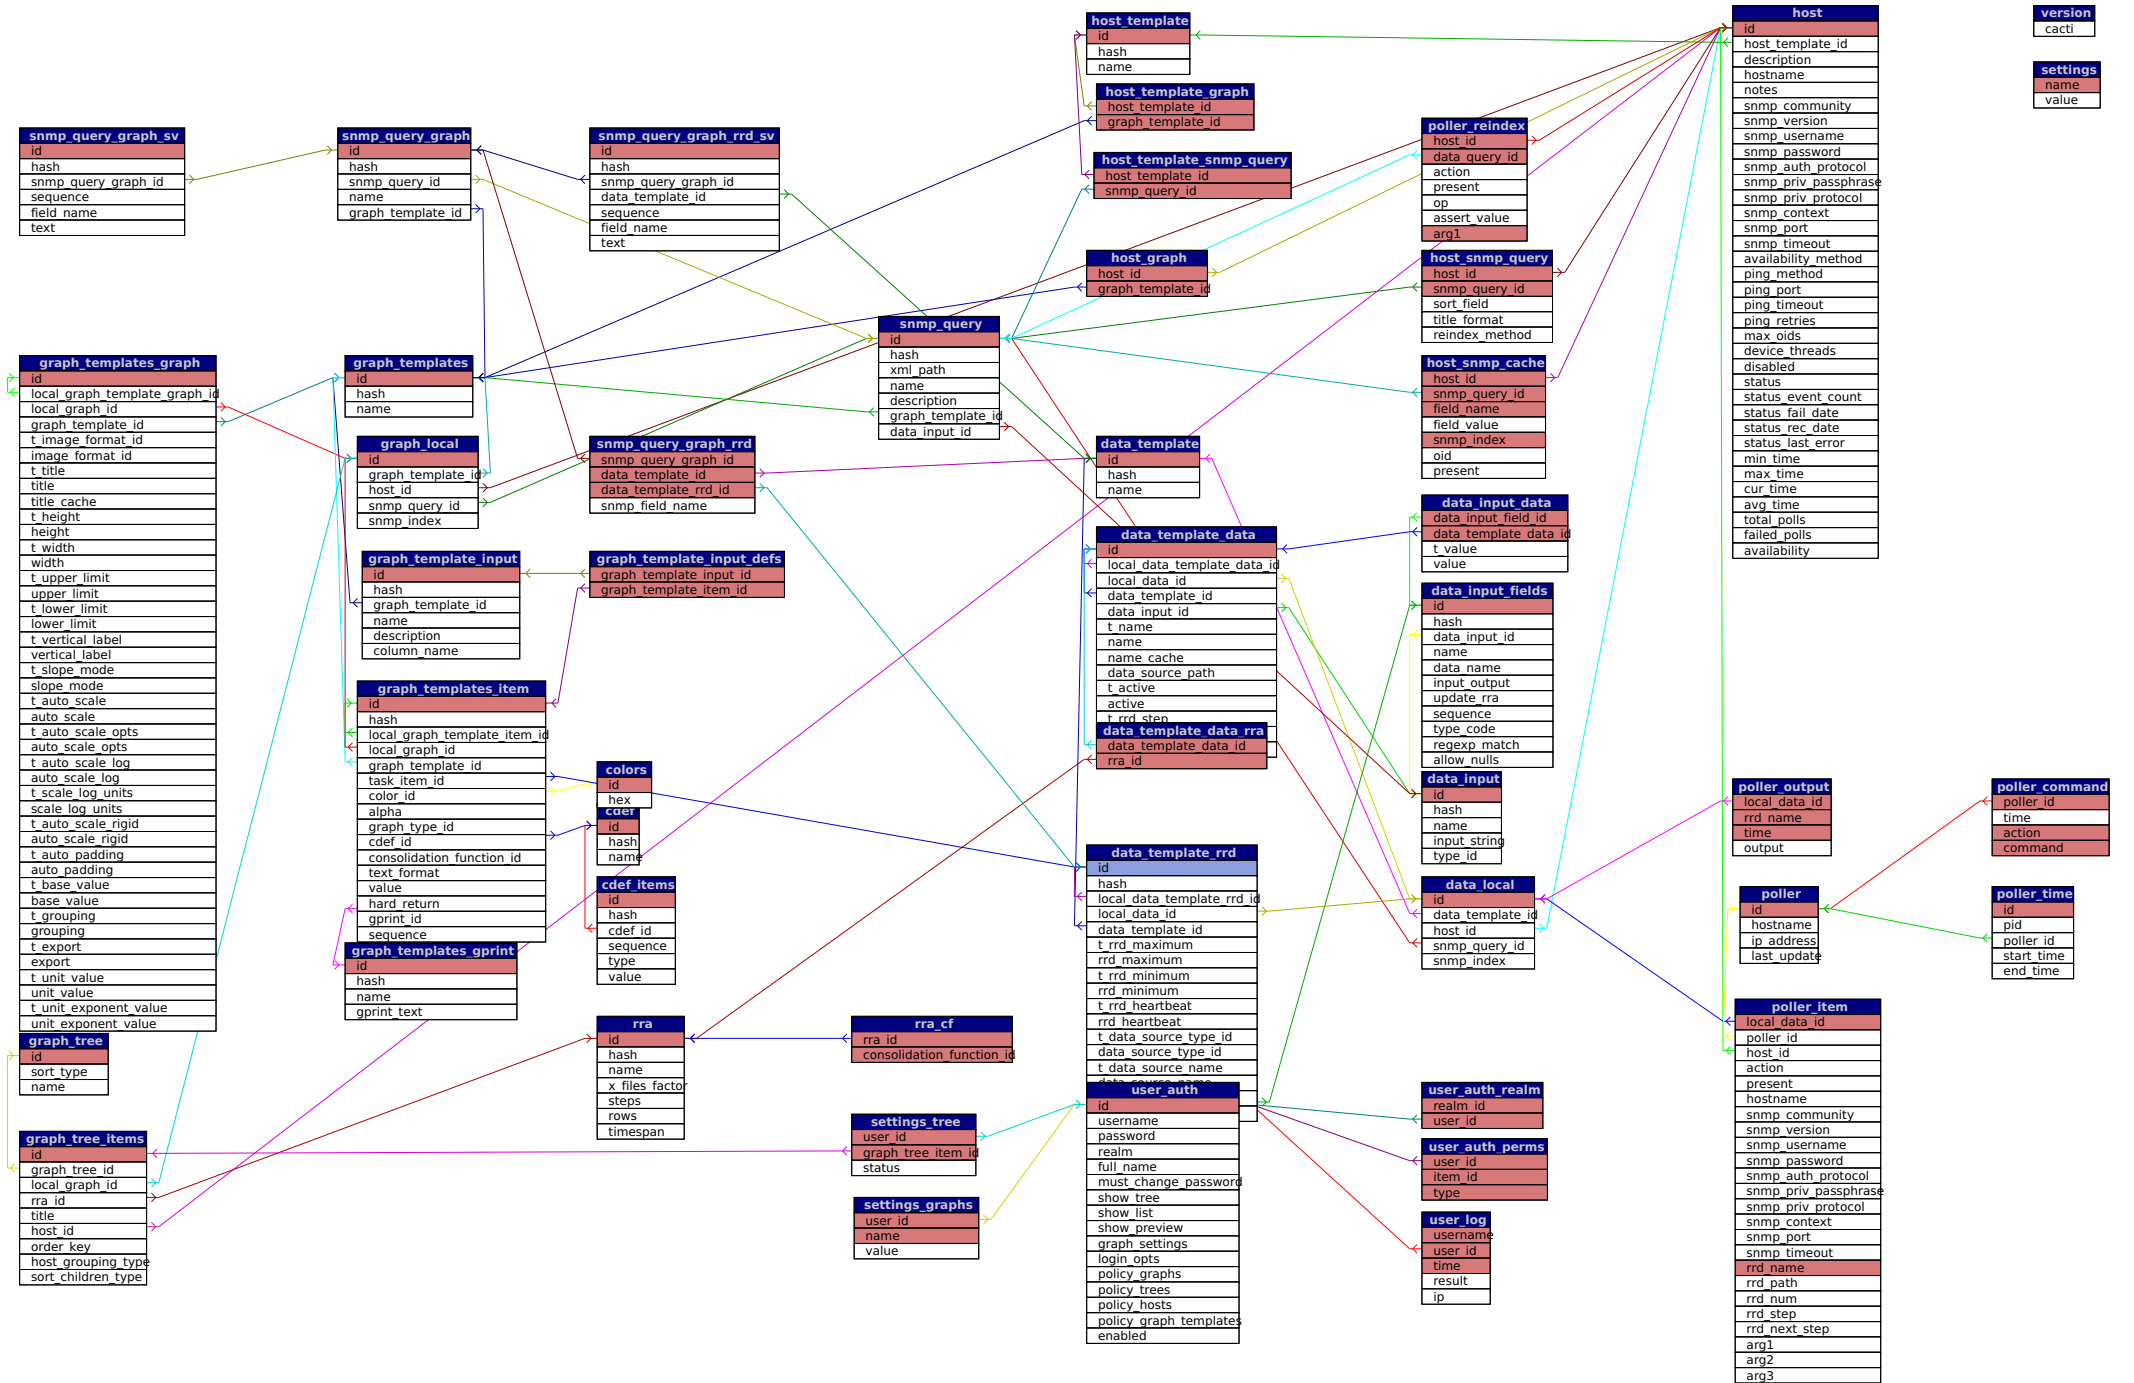 host_template
id
hash
name
host_template_graph
host_template_id
graph_template_id
host_template_snmp_query
host_template_id
snmp_query_id
host
id
host_template_id
description
hostname
notes
snmp_community
snmp_version
snmp_username
snmp_password
snmp_auth_protocol
snmp_priv_passphrase
snmp_priv_protocol
snmp_context
snmp_port
snmp_timeout
availability_method
ping_method
ping_port
ping_timeout
ping_retries
max_oids
device_threads
disabled
status
status_event_count
status_fail_date
status_rec_date
status_last_error
min_time
max_time
cur_time
avg_time
total_polls
failed_polls
availability
version
cacti
settings
name
value
snmp_query_graph_sv
id
hash
snmp_query_graph_id
sequence
field_name
text
snmp_query_graph
id
hash
snmp_query_id
name
graph_template_id
snmp_query_graph_rrd_sv
id
hash
snmp_query_graph_id
data_template_id
sequence
field_name
text
poller_reindex
host_id
data_query_id
action
present
op
assert_value
arg1
host_graph
host_id
graph_template_id
host_snmp_query
host_id
snmp_query_id
sort_field
title_format
reindex_method
snmp_query
id
hash
xml_path
name
description
graph_template_id
data_input_id
host_snmp_cache
host_id
snmp_query_id
field_name
field_value
snmp_index
oid
present
graph_templates_graph
id
local_graph_template_graph_id
local_graph_id
graph_template_id
t_image_format_id
image_format_id
t_title
title
title_cache
t_height
height
t_width
width
t_upper_limit
upper_limit
t_lower_limit
lower_limit
t_vertical_label
vertical_label
t_slope_mode
slope_mode
t_auto_scale
auto_scale
t_auto_scale_opts
auto_scale_opts
t_auto_scale_log
auto_scale_log
t_scale_log_units
scale_log_units
t_auto_scale_rigid
auto_scale_rigid
t_auto_padding
auto_padding
t_base_value
base_value
t_grouping
grouping
t_export
export
t_unit_value
unit_value
t_unit_exponent_value
unit_exponent_value
graph_templates
id
hash
name
graph_local
id
graph_template_id
host_id
snmp_query_id
snmp_index
snmp_query_graph_rrd
snmp_query_graph_id
data_template_id
data_template_rrd_id
snmp_field_name
data_template
id
hash
name
data_input_data
data_input_field_id
data_template_data_id
t_value
value
graph_template_input
id
hash
graph_template_id
name
description
column_name
graph_template_input_defs
graph_template_input_id
graph_template_item_id
data_template_data
id
local_data_template_data_id
local_data_id
data_template_id
data_input_id
t_name
name
name_cache
data_source_path
t_active
active
t_rrd_step
data_template_data_rra
data_template_data_id
rra_id
data_input_fields
id
hash
data_input_id
name
data_name
input_output
update_rra
sequence
type_code
regexp_match
allow_nulls
graph_templates_item
id
hash
local_graph_template_item_id
local_graph_id
graph_template_id
task_item_id
color_id
alpha
graph_type_id
cdef_id
consolidation_function_id
text_format
value
hard_return
gprint_id
sequence
colors
id
hex
cdef
id
hash
name
cdef_items
id
hash
cdef_id
sequence
type
value
data_input
id
hash
name
input_string
type_id
data_template_rrd
id
hash
local_data_template_rrd_id
local_data_id
data_template_id
t_rrd_maximum
rrd_maximum
t_rrd_minimum
rrd_minimum
t_rrd_heartbeat
rrd_heartbeat
t_data_source_type_id
data_source_type_id
t_data_source_name
data_source_name
data_local
id
data_template_id
host_id
snmp_query_id
snmp_index
poller_output
local_data_id
rrd_name
time
output
poller_command
poller_id
time
action
command
poller
id
hostname
ip_address
last_update
poller_time
id
pid
poller_id
start_time
end_time
graph_templates_gprint
id
hash
name
gprint_text
poller_item
local_data_id
poller_id
host_id
action
present
hostname
snmp_community
snmp_version
snmp_username
snmp_password
snmp_auth_protocol
snmp_priv_passphrase
snmp_priv_protocol
snmp_context
snmp_port
snmp_timeout
rrd_name
rrd_path
rrd_num
rrd_step
rrd_next_step
arg1
arg2
arg3
rra
id
hash
name
x_files_factor
steps
rows
timespan
rra_cf
rra_id
consolidation_function_id
graph_tree
id
sort_type
name
graph_tree_items
id
graph_tree_id
local_graph_id
rra_id
title
host_id
order_key
host_grouping_type
sort_children_type
settings_tree
user_id
graph_tree_item_id
status
settings_graphs
user_id
name
value
user_auth
id
username
password
realm
full_name
must_change_password
show_tree
show_list
show_preview
graph_settings
login_opts
policy_graphs
policy_trees
policy_hosts
policy_graph_templates
enabled
user_auth_realm
realm_id
user_id
user_auth_perms
user_id
item_id
type
user_log
username
user_id
time
result
ip